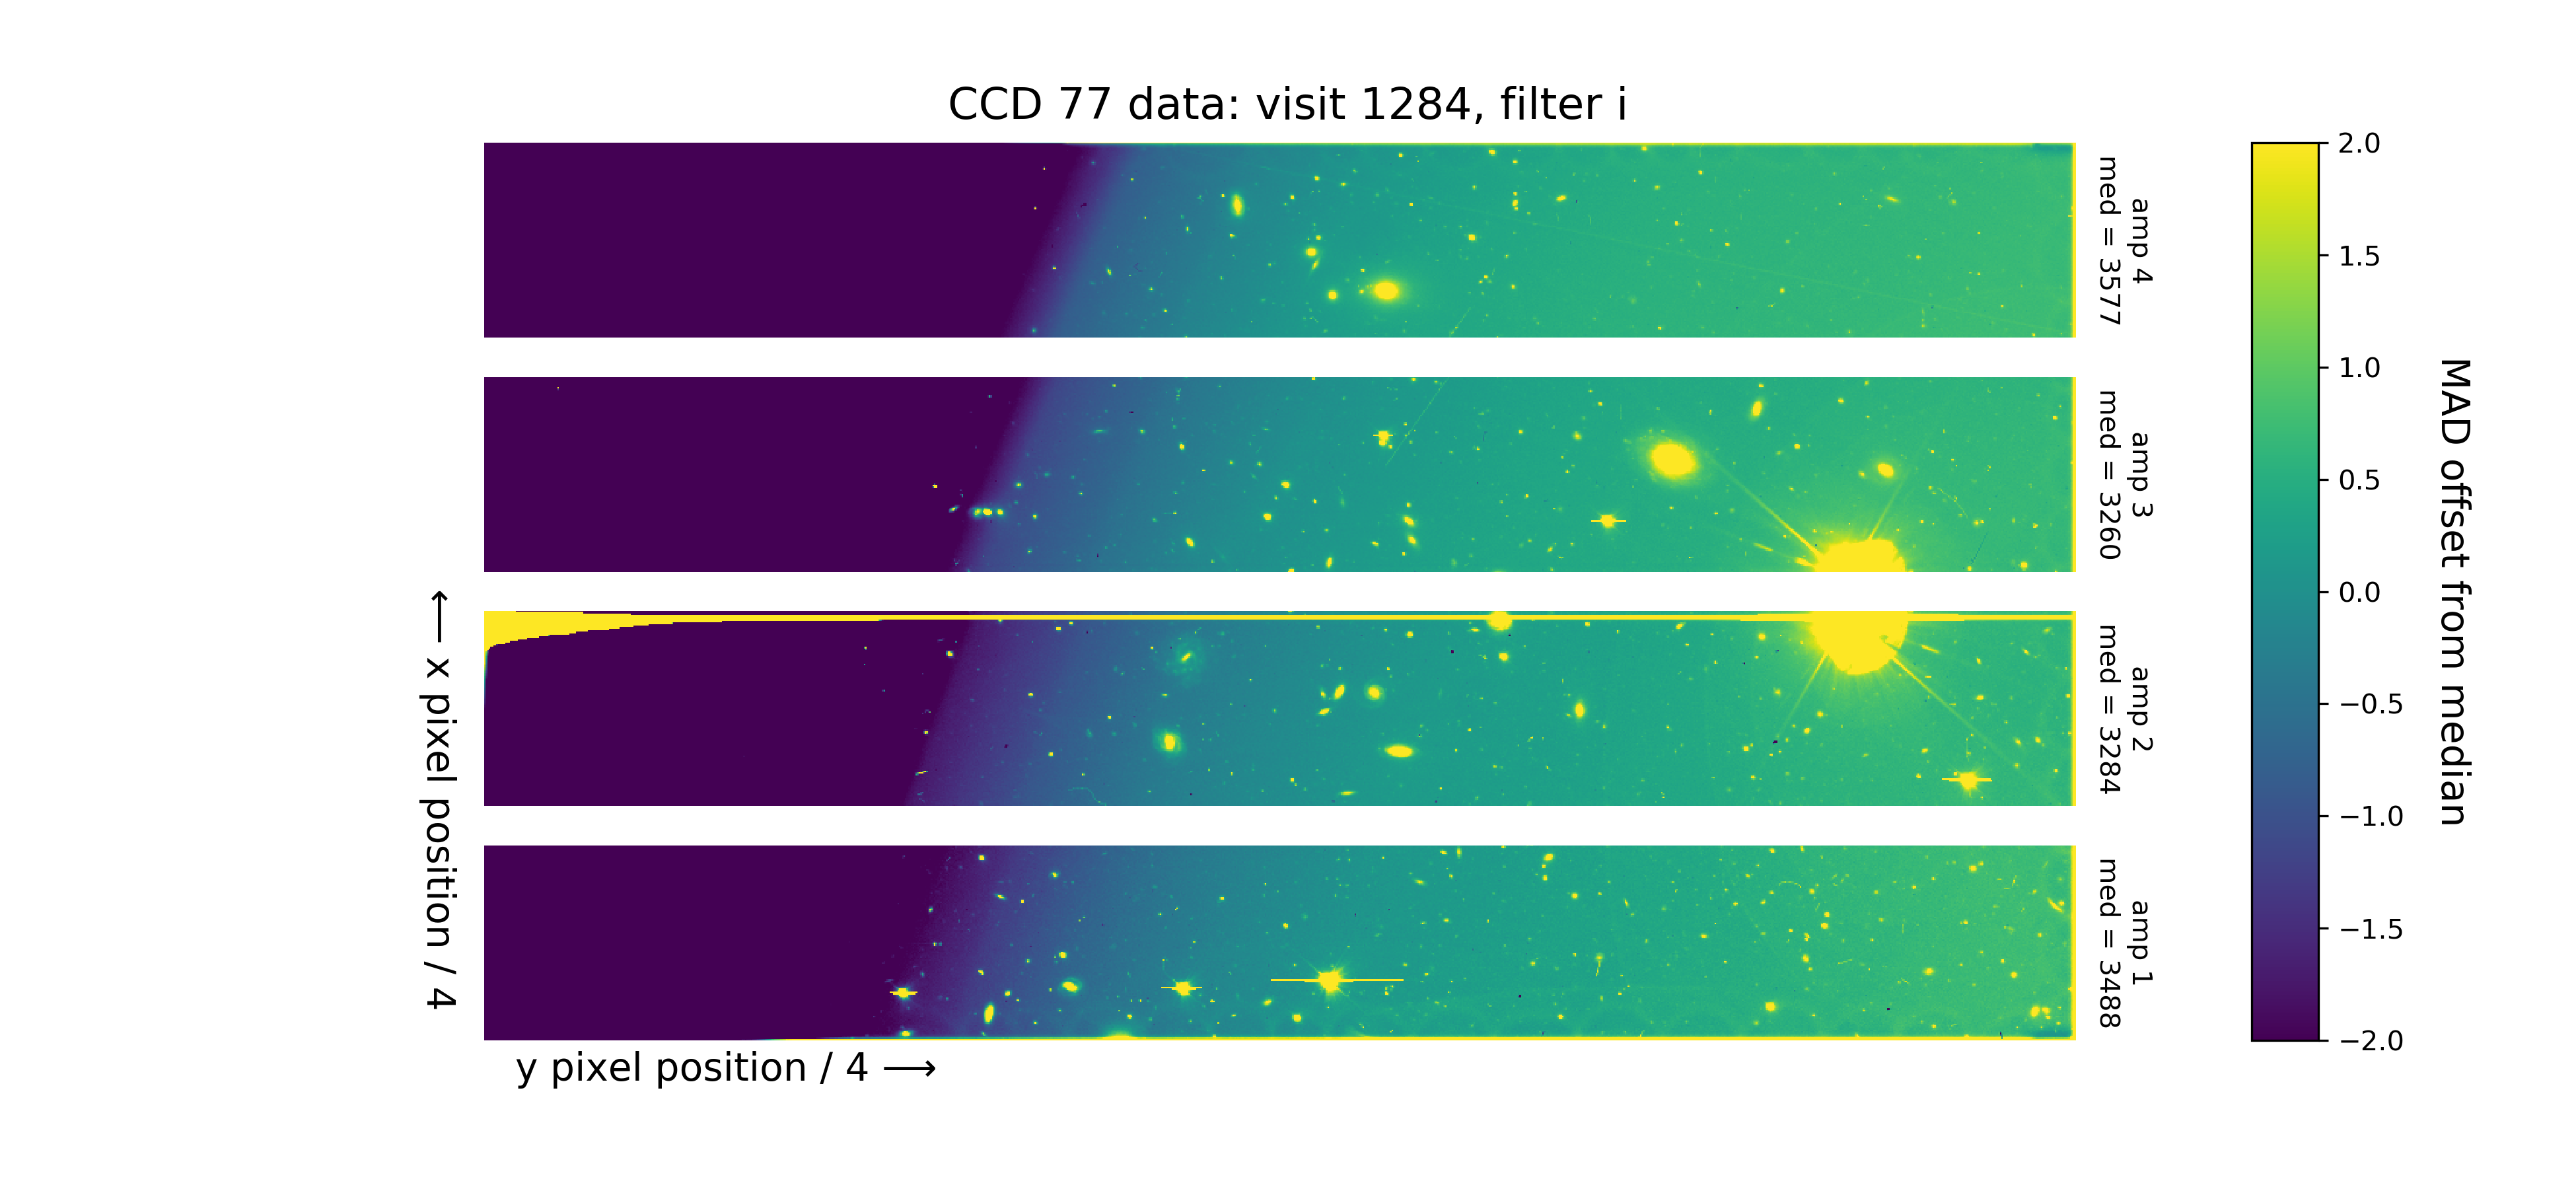 CCD 77 data: visit 1284, filter i
amp 4
med = 3577
amp 3
med = 3260
amp 2
med = 3284
amp 1
med = 3488
⟵ x pixel position / 4
y pixel position / 4 ⟶
2.0
1.5
1.0
0.5
0.0
−0.5
−1.0
−1.5
−2.0
MAD offset from median